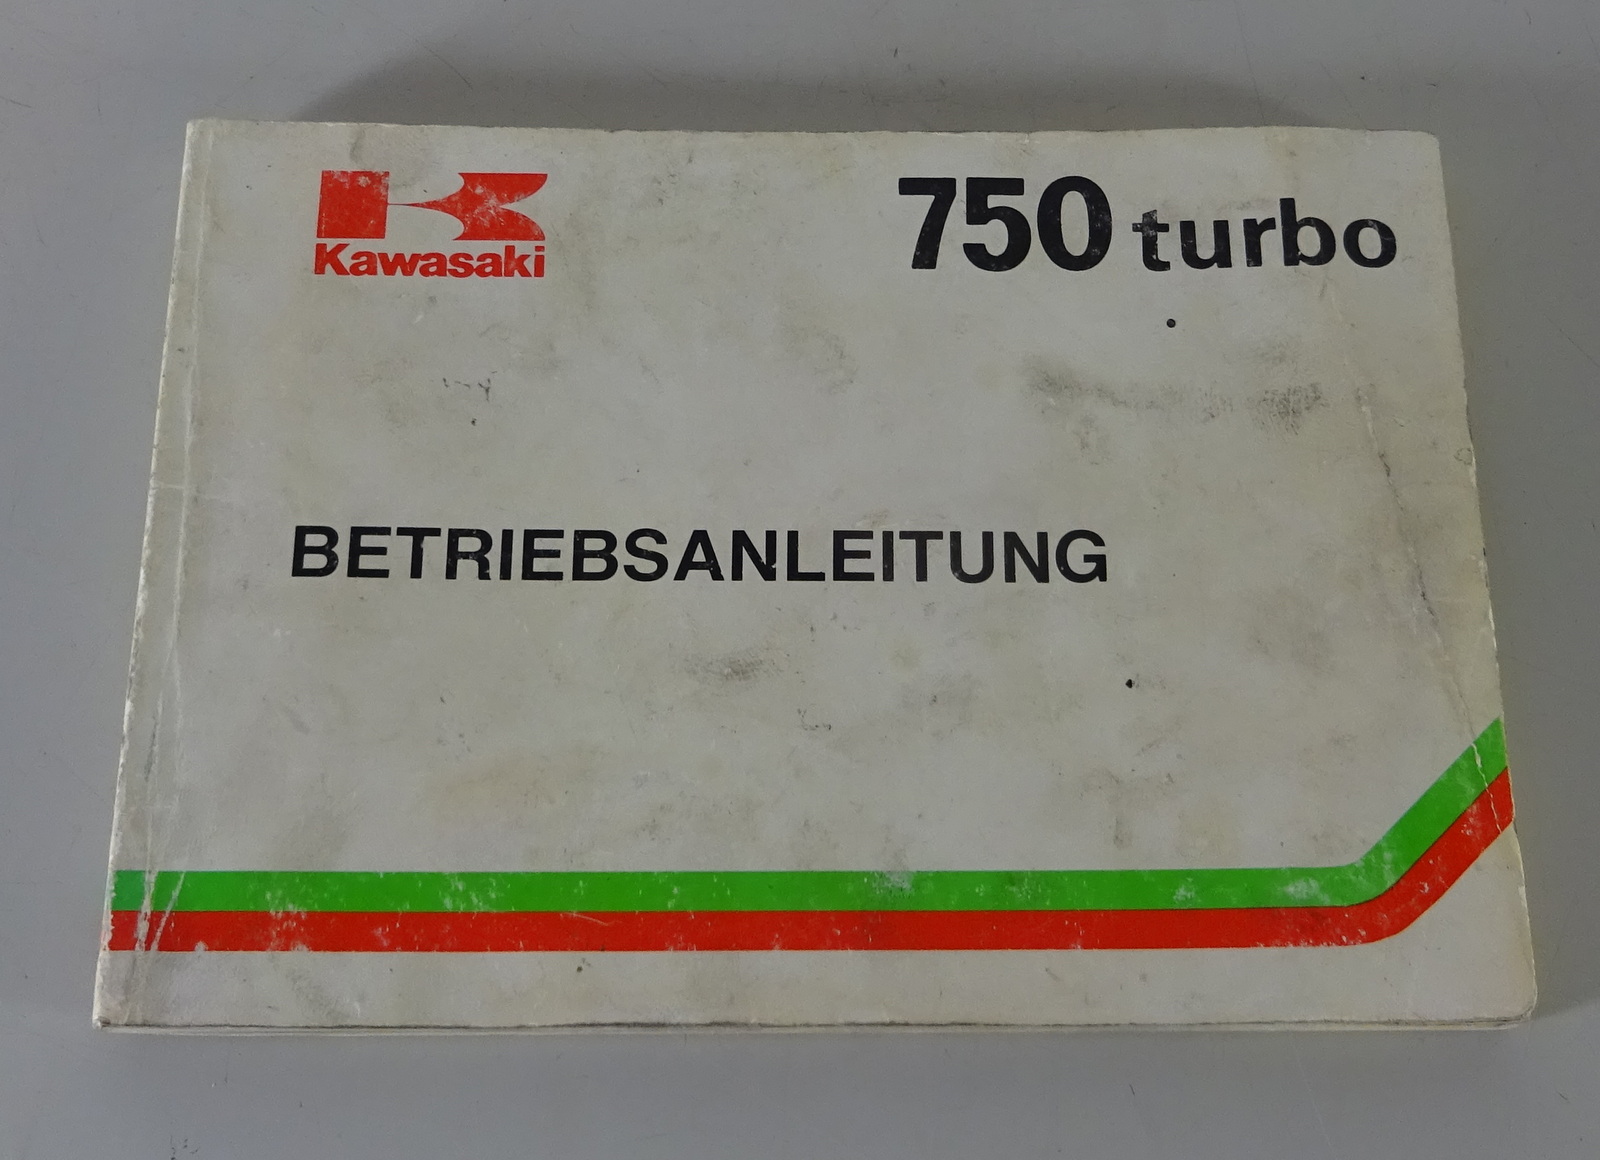 Kawasaki
750 turbo
BETRIEBSANLEITUNG